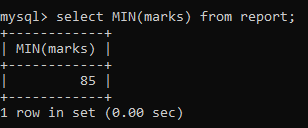 mysql> select MIN(marks) from report;
+------------+
| MIN(marks) |
+------------+
|         85 |
+------------+
1 row in set (0.00 sec)